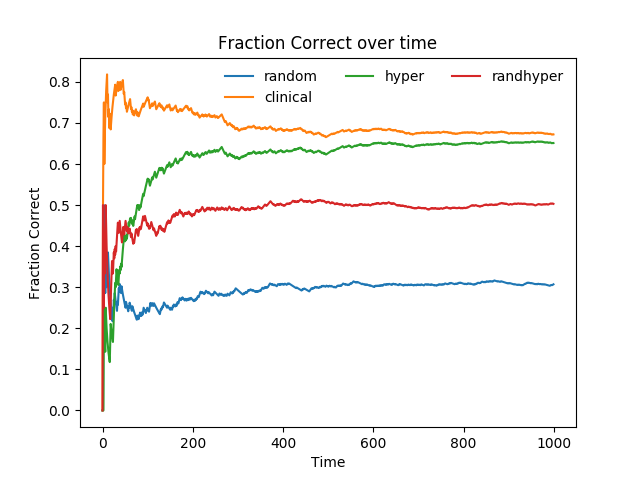 Fraction Correct over time
random hyper randhyper
clinical
Fraction Correct
0.8
0.7
0.6
0.5
0.4
0.3
0.2
0.1
0.0
0 200 400 600 800 1000
Time